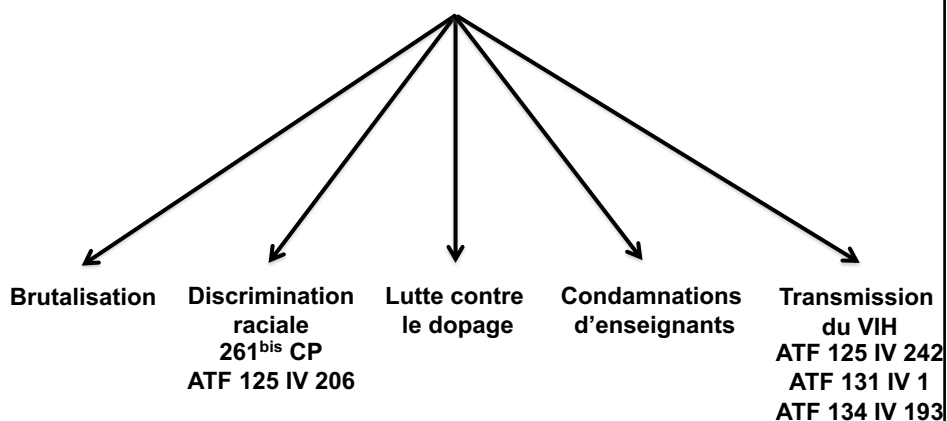 Brutalisation
Discrimination
raciale
261bis CP
ATF 125 IV 206
Lutte contre
le dopage
Condamnations
d’enseignants
Transmission
du VIH
ATF 125 IV 242
ATF 131 IV 1
ATF 134 IV 193